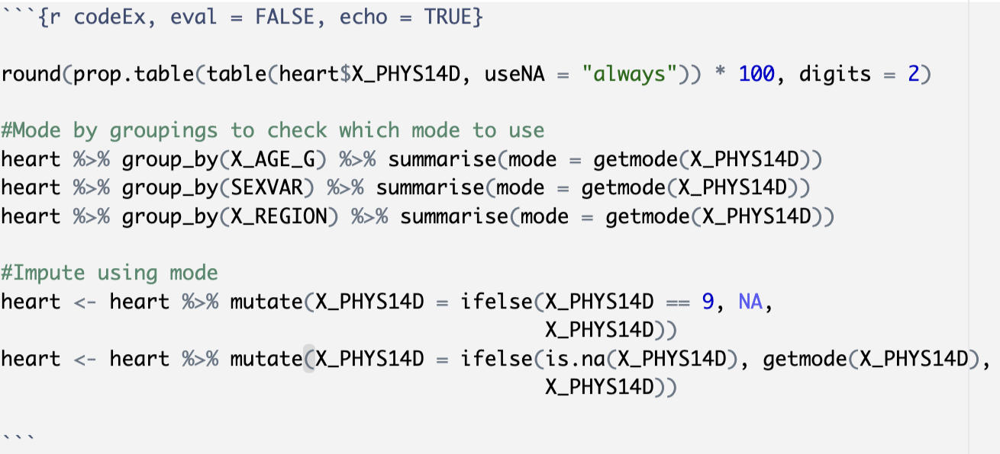 ```{r codeEx, eval = FALSE, echo = TRUE}
round(prop.table(table(heart$X_PHYS14D, useNA = "always")) * 100, digits = 2)
#Mode by groupings to check which mode to use
heart %>% group_by(X_AGE_G) %>% summarise(mode = getmode(X_PHYS14D))
heart %>% group_by(SEXVAR) %>% summarise(mode = getmode(X_PHYS14D))
heart %>% group_by(X_REGION) %>% summarise(mode = getmode(X_PHYS14D))
#Impute using mode
heart <- heart %>% mutate(X_PHYS14D = ifelse(X_PHYS14D == 9, NA,
X_PHYS14D))
heart <- heart %>% mutate(X_PHYS14D = ifelse(is.na(X_PHYS14D), getmode(X_PHYS14D),
X_PHYS14D))
```